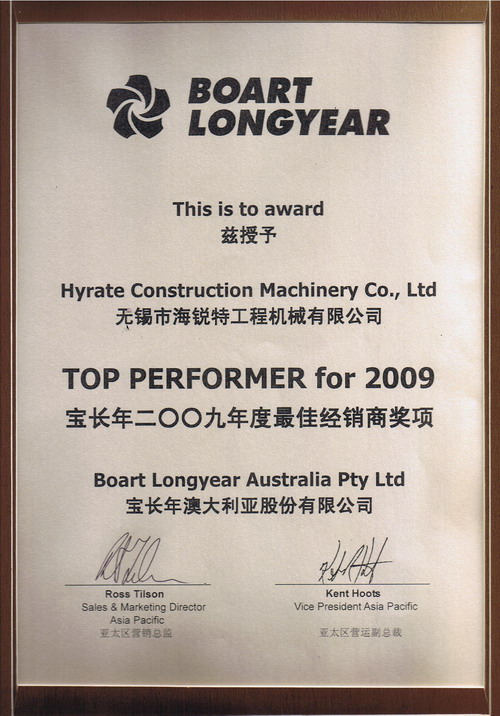 BOART
LONGYEAR
This is to award
兹授予
Hyrate Construction Machinery Co., Ltd
无锡市海锐特工程机械有限公司
TOP PERFORMER for 2009
宝长年二〇〇九年度最佳经销商奖项
Boart Longyear Australia Pty Ltd
宝长年澳大利亚股份有限公司
Ross Tilson
Sales & Marketing Director
Asia Pacific
亚太区营销总监
Kent Hoots
Vice President Asia Pacific
亚太区营运副总裁